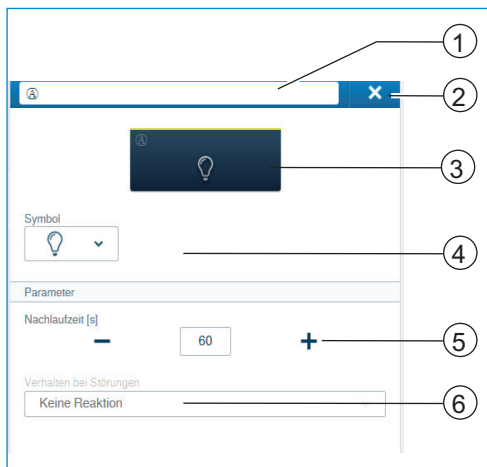 1
Ⓐ
×
2
Ⓐ
3
Symbol
4
Parameter
Nachlaufzeit [s]
− 60 +
5
Verhalten bei Störungen
Keine Reaktion
6